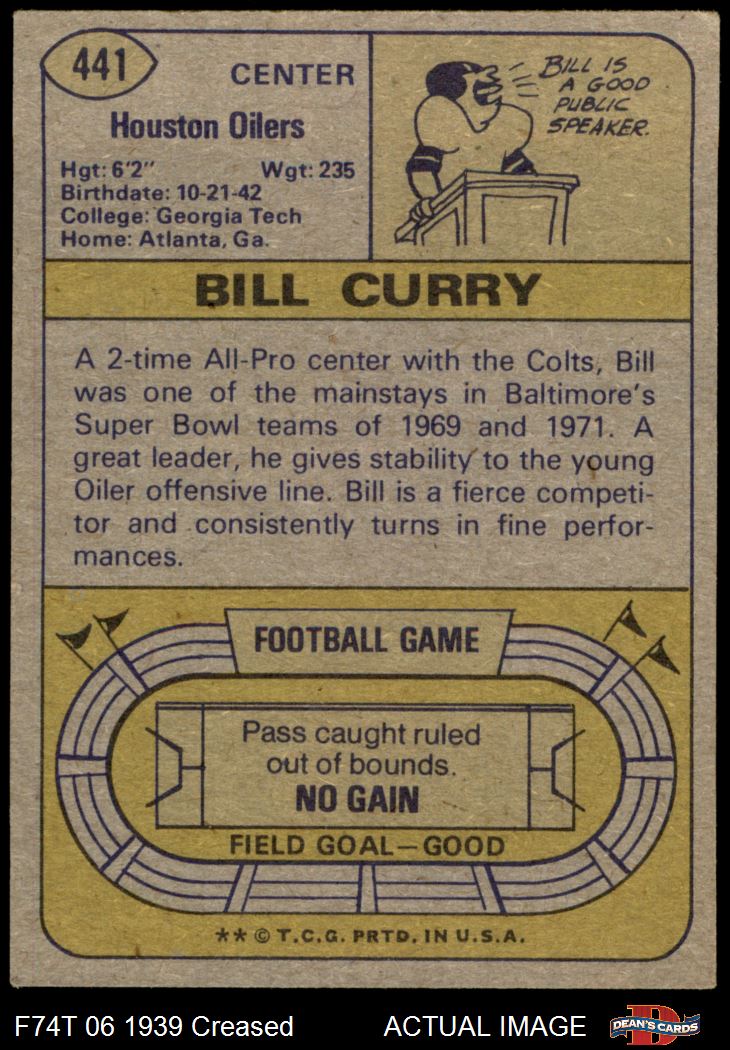 441
CENTER
Houston Oilers
Hgt: 6'2" Wgt: 235
Birthdate: 10-21-42
College: Georgia Tech
Home: Atlanta, Ga.
BILL IS
A GOOD
PUBLIC
SPEAKER.
BILL CURRY
A 2-time All-Pro center with the Colts, Bill
was one of the mainstays in Baltimore's
Super Bowl teams of 1969 and 1971. A
great leader, he gives stability to the young
Oiler offensive line. Bill is a fierce competi-
tor and consistently turns in fine perfor-
mances.
FOOTBALL GAME
Pass caught ruled
out of bounds.
NO GAIN
FIELD GOAL—GOOD
** © T.C.G. PRTD. IN U.S.A.
F74T 06 1939 Creased ACTUAL IMAGE
D
DEAN'S CARDS